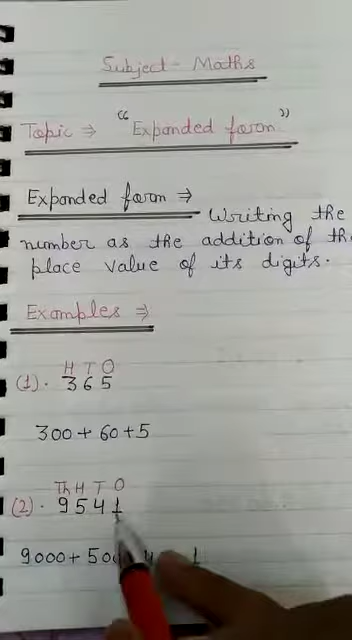 Subject - Maths
Topic ⇒ "Expanded form"
Expanded form ⇒ Writing the
number as the addition of the
place value of its digits.
Examples ⇒
H T O
(1). 3 6 5
300 + 60 + 5
Th H T O
(2). 9 5 4 1
9000 + 50